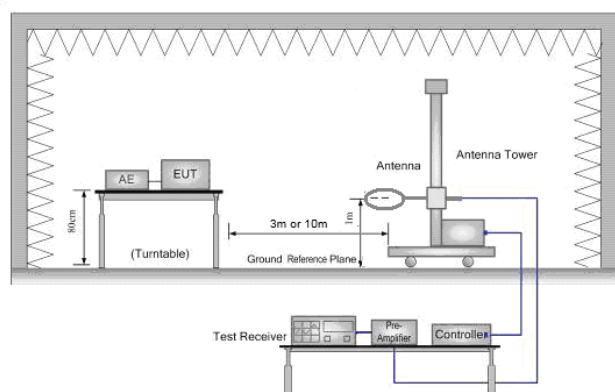 AE
EUT
80cm
(Turntable)
3m or 10m
Antenna
Antenna Tower
1m
Ground Reference Plane
Test Receiver
Pre-
Amplifier
Controller